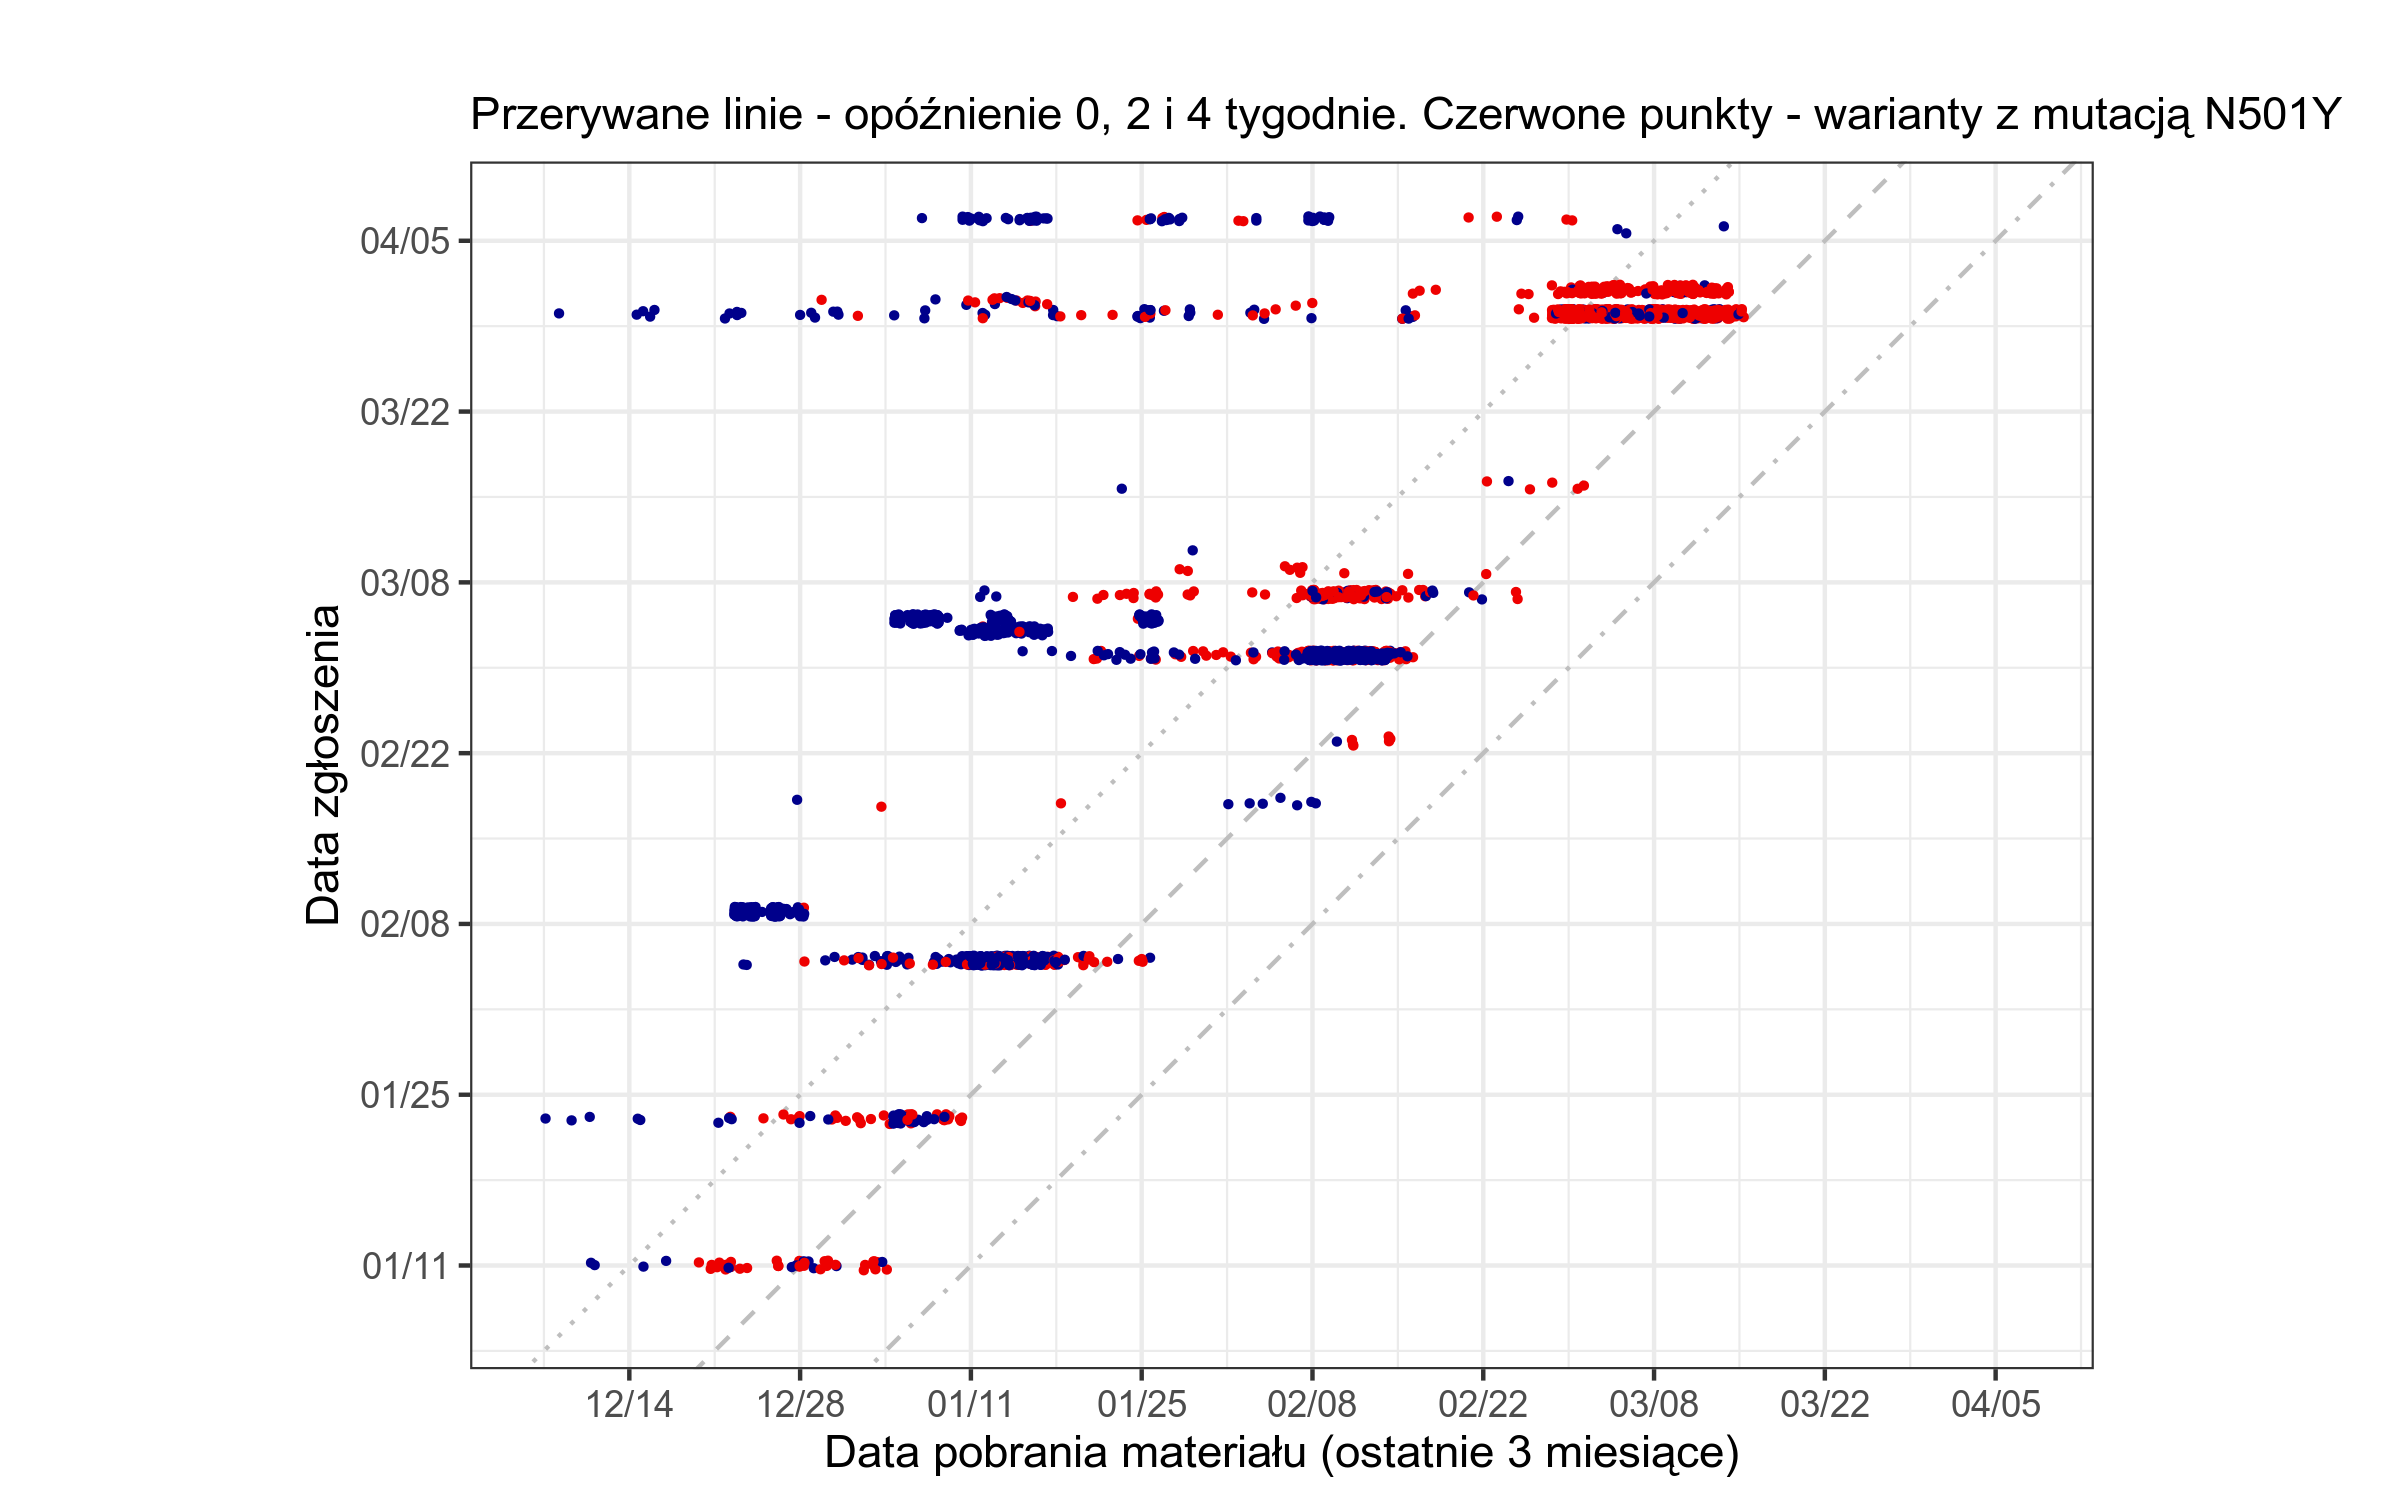 Przerywane linie - opóźnienie 0, 2 i 4 tygodnie. Czerwone punkty - warianty z mutacją N501Y
Data zgłoszenia
04/05
03/22
03/08
02/22
02/08
01/25
01/11
12/14 12/28 01/11 01/25 02/08 02/22 03/08 03/22 04/05
Data pobrania materiału (ostatnie 3 miesiące)